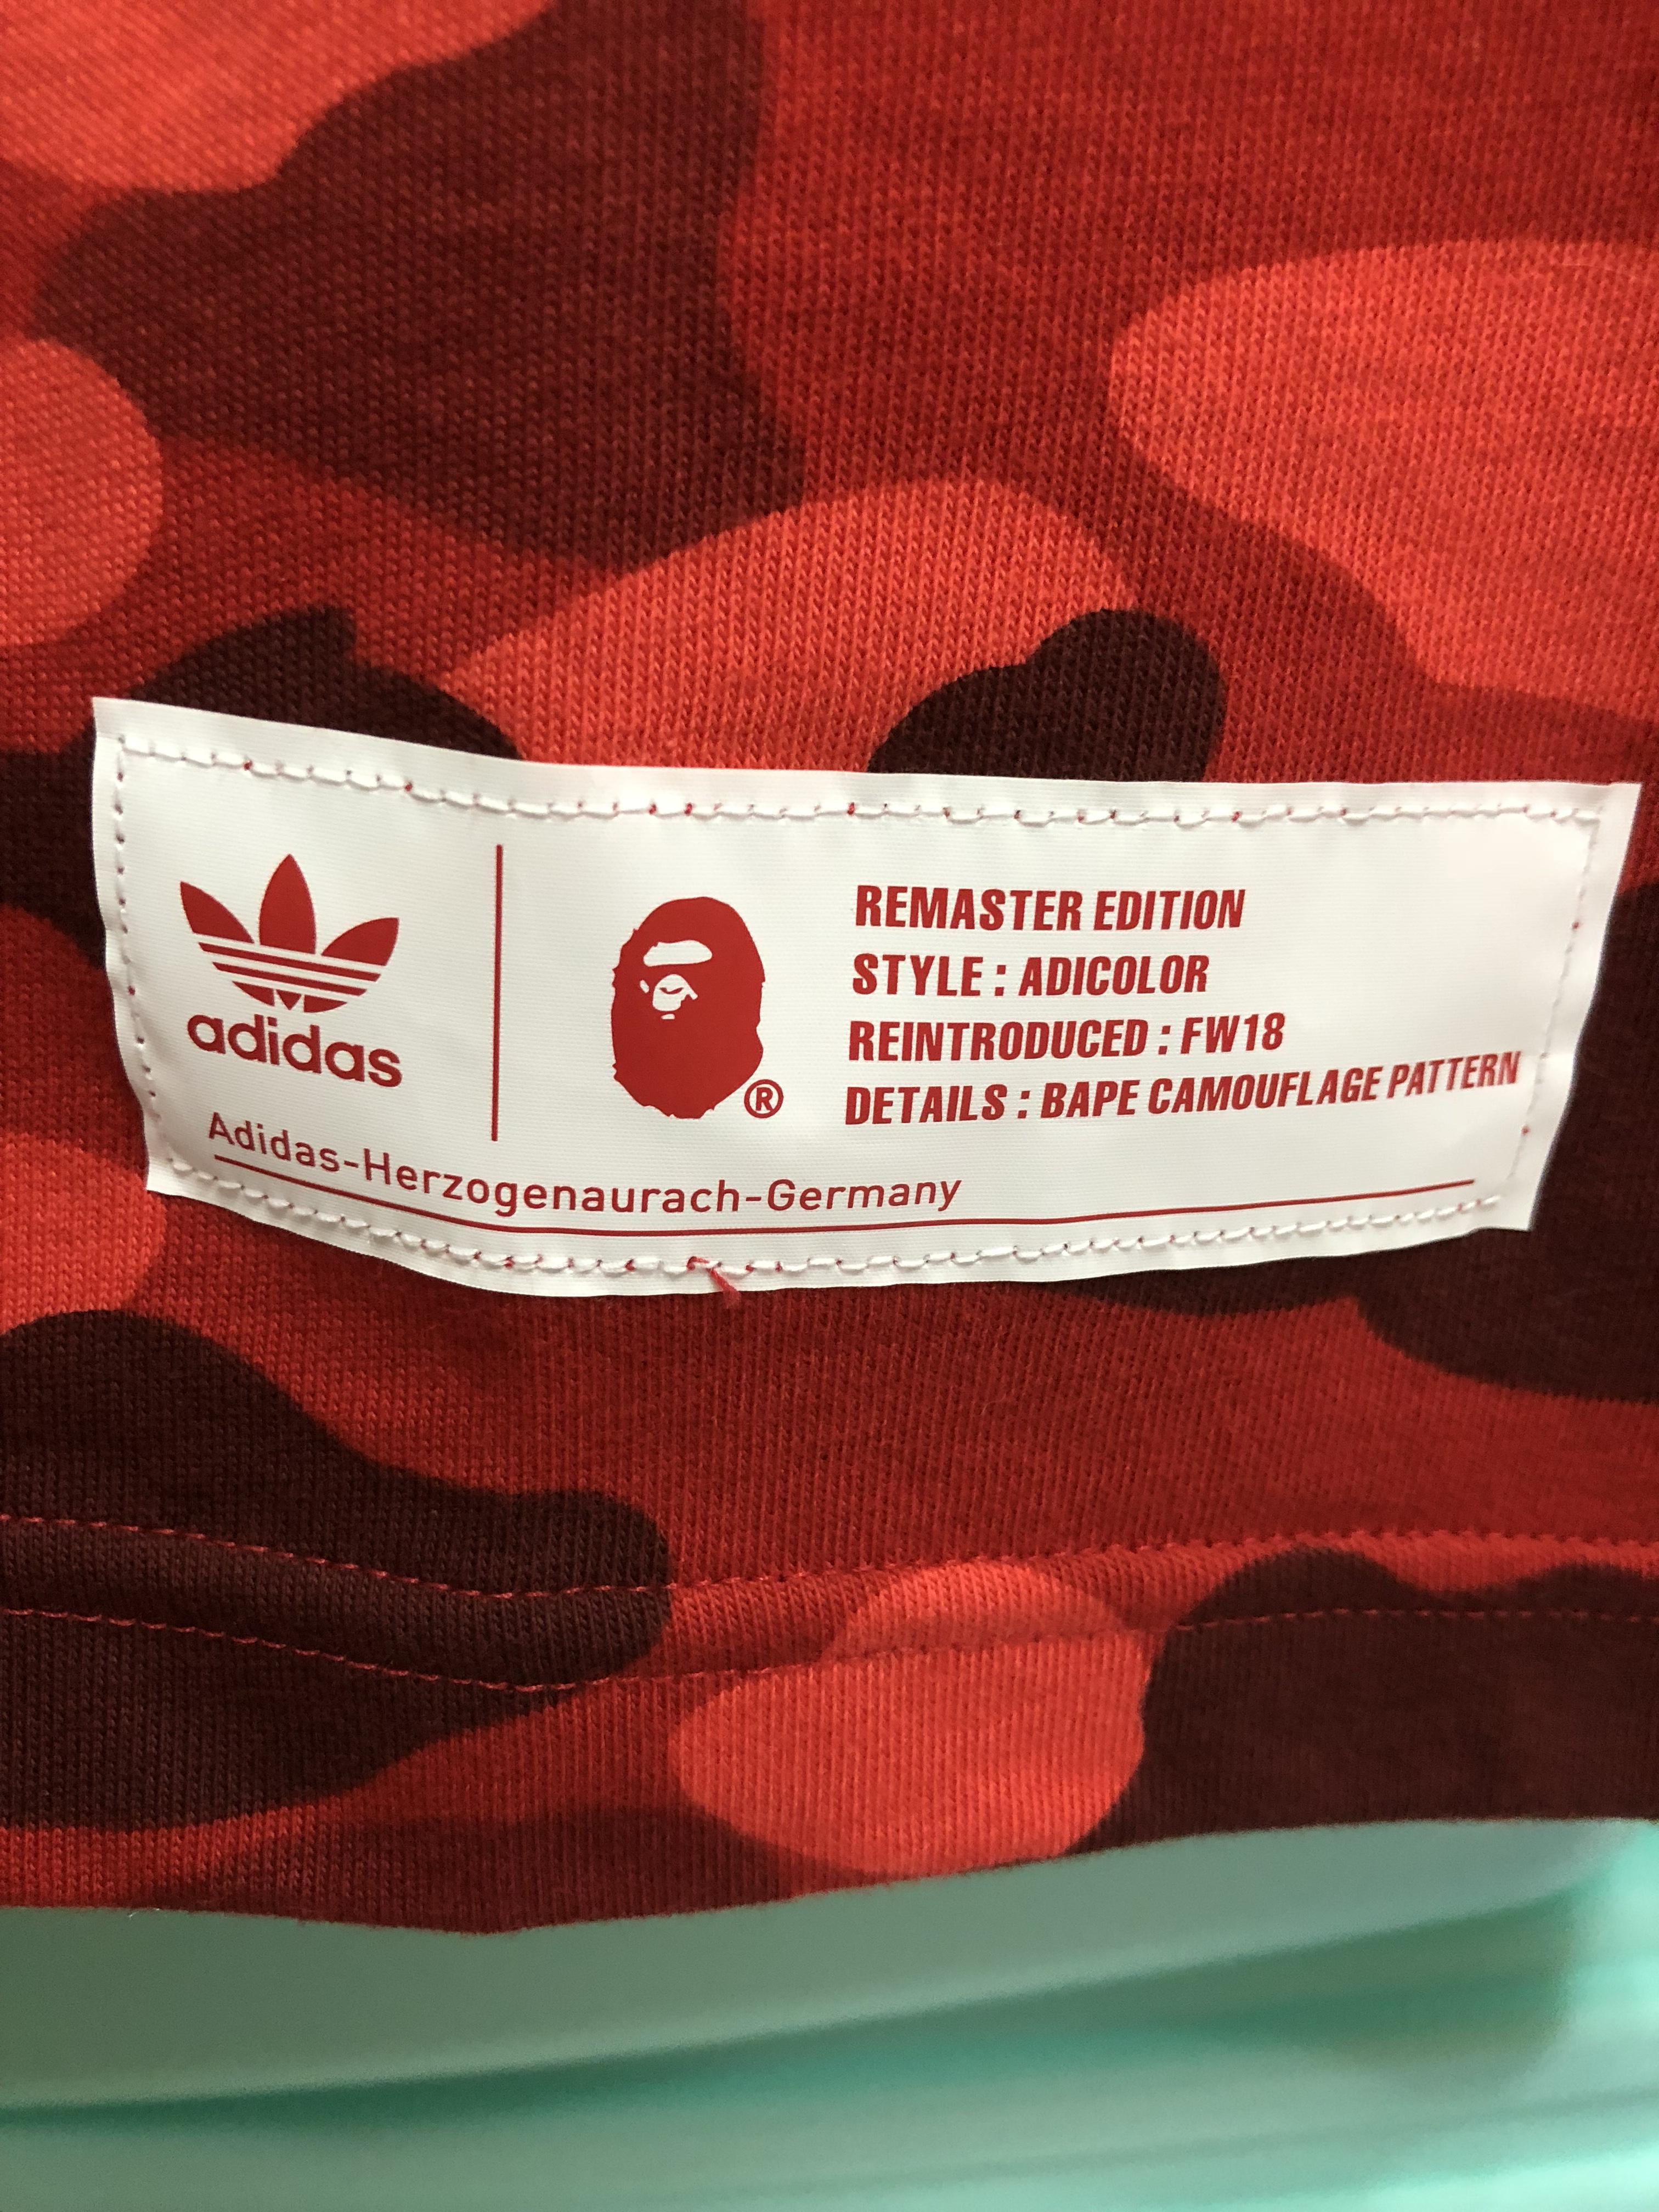 adidas
Adidas-Herzogenaurach-Germany
®
REMASTER EDITION
STYLE : ADICOLOR
REINTRODUCED : FW18
DETAILS : BAPE CAMOUFLAGE PATTERN